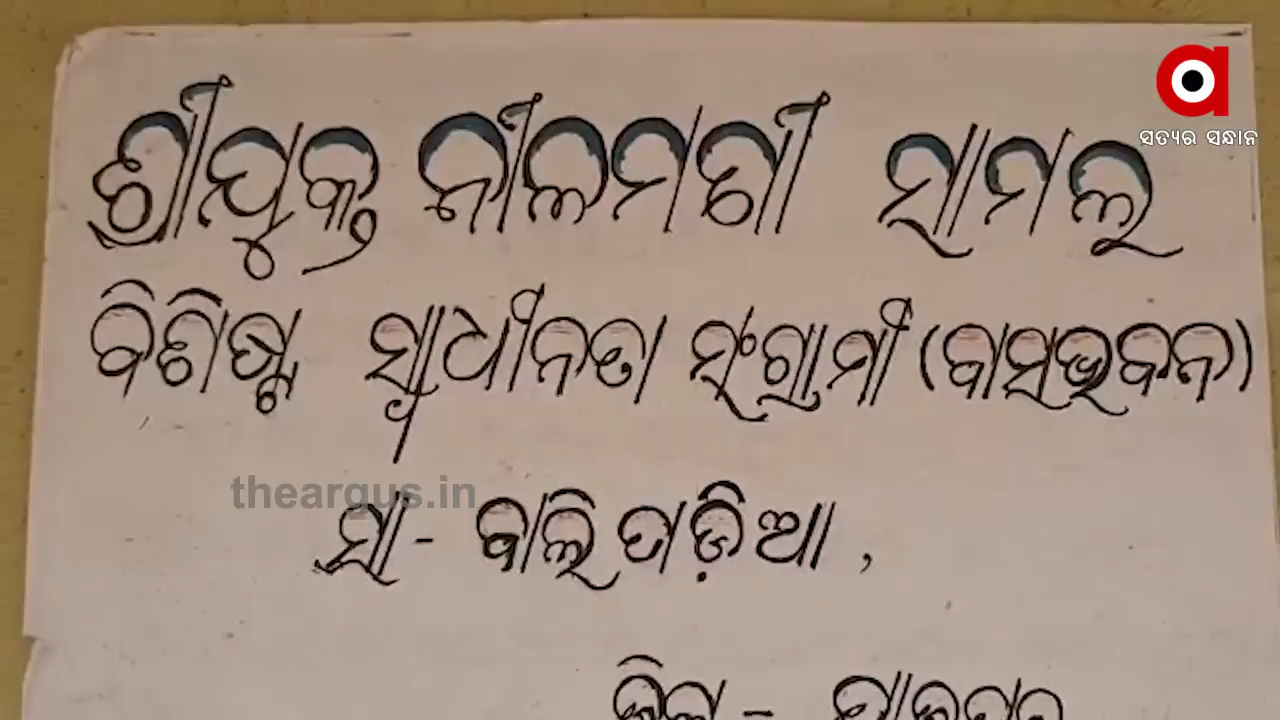 ସତ୍ୟର ସନ୍ଧାନ
ଶ୍ରୀଯୁକ୍ତ ନୀଳମଣୀ ସାମଲ
ବିଶିଷ୍ଟ ସ୍ୱାଧୀନତା ସଂଗ୍ରାମୀ (ବାସଭବନ)
theargus.in
ସା- ବାଲିପଡ଼ିଆ,